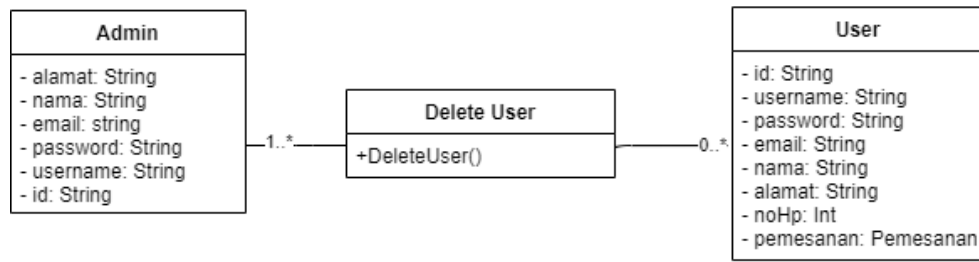 Admin
- alamat: String
- nama: String
- email: string
- password: String
- username: String
- id: String
1..*
Delete User
+DeleteUser()
0..*
User
- id: String
- username: String
- password: String
- email: String
- nama: String
- alamat: String
- noHp: Int
- pemesanan: Pemesanan